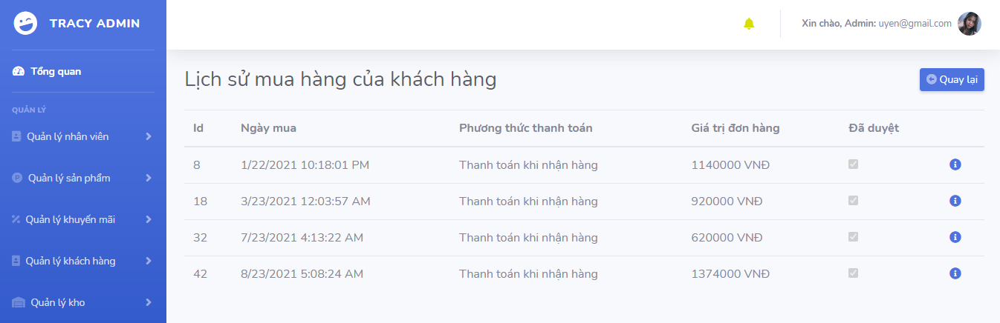 TRACY ADMIN
Xin chào, Admin: uyen@gmail.com
Tổng quan
QUẢN LÝ
Quản lý nhân viên
Quản lý sản phẩm
Quản lý khuyến mãi
Quản lý khách hàng
Quản lý kho
Lịch sử mua hàng của khách hàng
Quay lại
Id Ngày mua Phương thức thanh toán Giá trị đơn hàng Đã duyệt
8 1/22/2021 10:18:01 PM Thanh toán khi nhận hàng 1140000 VNĐ
18 3/23/2021 12:03:57 AM Thanh toán khi nhận hàng 920000 VNĐ
32 7/23/2021 4:13:22 AM Thanh toán khi nhận hàng 620000 VNĐ
42 8/23/2021 5:08:24 AM Thanh toán khi nhận hàng 1374000 VNĐ